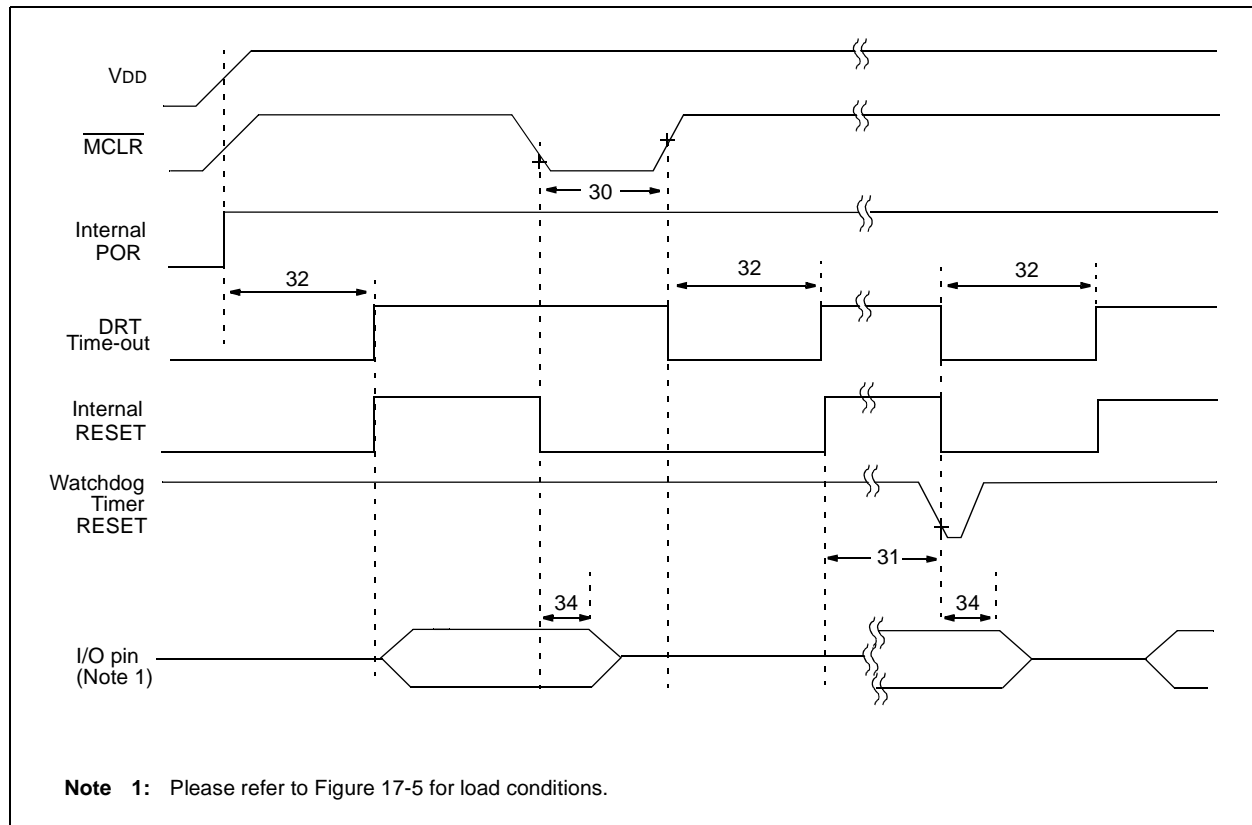 VDD
MCLR
30
Internal
POR
32
32
32
DRT
Time-out
Internal
RESET
Watchdog
Timer
RESET
31
34
34
I/O pin
(Note 1)
Note 1: Please refer to Figure 17-5 for load conditions.